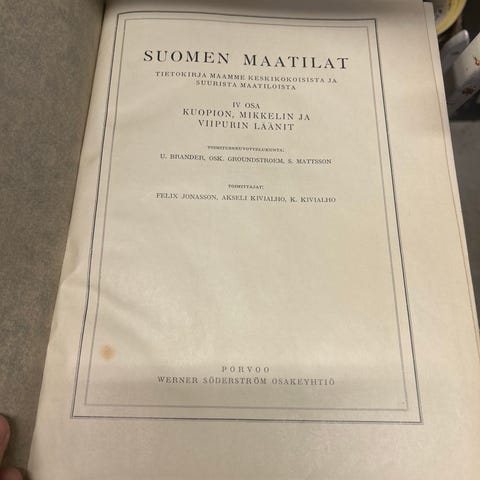 SUOMEN MAATILAT
TIETOKIRJA MAAMME KESKIKOKOISISTA JA
SUURISTA MAATILOISTA
IV OSA
KUOPION, MIKKELIN JA
VIIPURIN LÄÄNIT
TOIMITUSNEUVOTTELUKUNTA:
U. BRANDER, OSK. GROUNDSTROEM, S. MATTSSON
TOIMITTAJAT:
FELIX JONASSON, AKSELI KIVIALHO, K. KIVIALHO
PORVOO
WERNER SÖDERSTRÖM OSAKEYHTIÖ